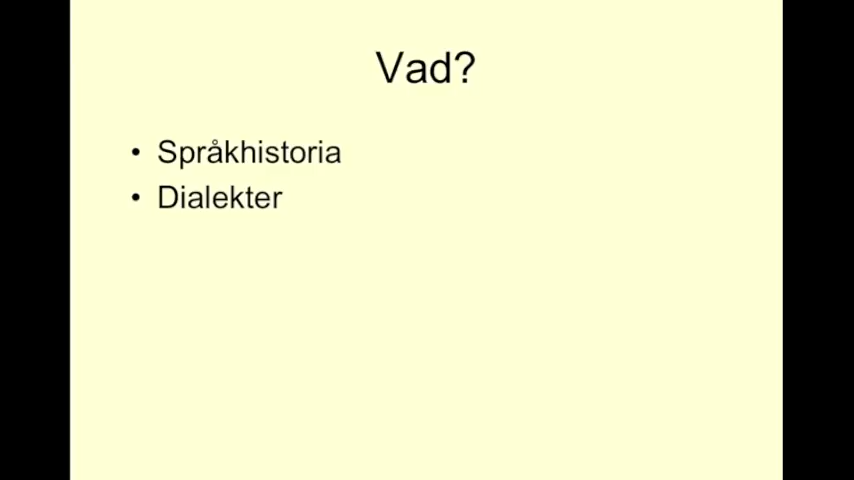 Vad?
• Språkhistoria
• Dialekter